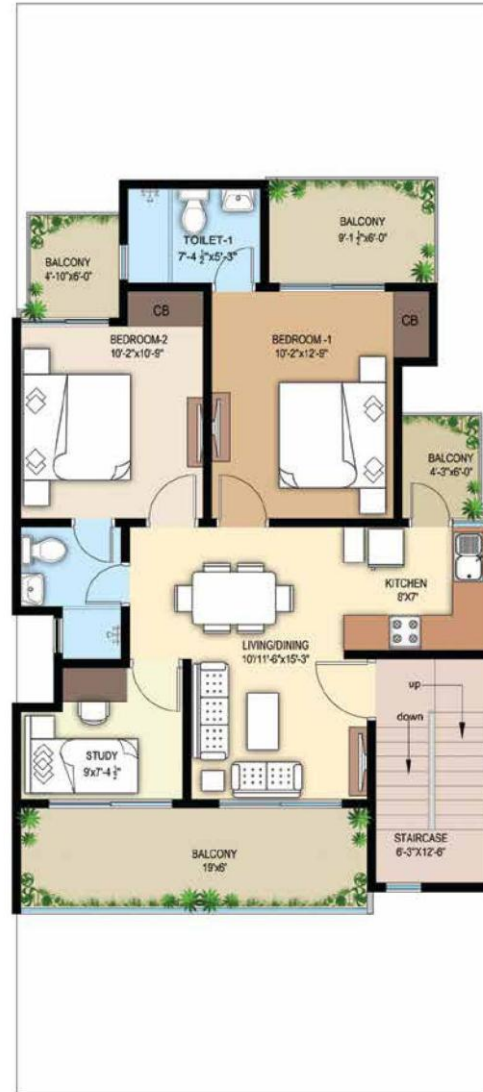 BALCONY
9'-1 ½"x6'-0"
TOILET-1
7'-4 ½"x5'-3"
BALCONY
4'-10"x6'-0"
CB
CB
BEDROOM-2
10'-2"x10'-9"
BEDROOM -1
10'-2"x12'-9"
BALCONY
4'-3"x6'-0"
KITCHEN
8'X7'
LIVING/DINING
10'/11'-6"x15'-3"
up
down
STUDY
9'x7'-4 ½"
STAIRCASE
6'-3"X12'-6"
BALCONY
19'x6'